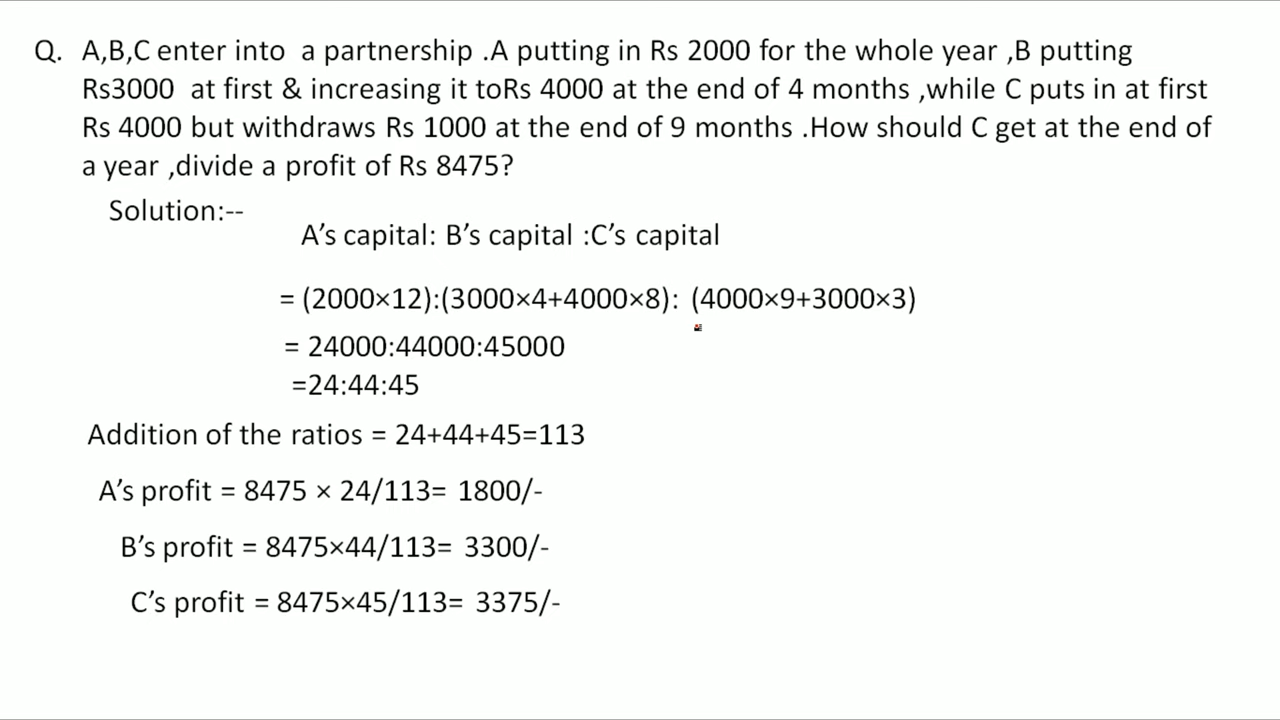 Q. A,B,C enter into a partnership .A putting in Rs 2000 for the whole year ,B putting
Rs3000 at first & increasing it toRs 4000 at the end of 4 months ,while C puts in at first
Rs 4000 but withdraws Rs 1000 at the end of 9 months .How should C get at the end of
a year ,divide a profit of Rs 8475?
Solution:--
A’s capital: B’s capital :C’s capital
= (2000×12):(3000×4+4000×8): (4000×9+3000×3)
= 24000:44000:45000
=24:44:45
Addition of the ratios = 24+44+45=113
A’s profit = 8475 × 24/113= 1800/-
B’s profit = 8475×44/113= 3300/-
C’s profit = 8475×45/113= 3375/-